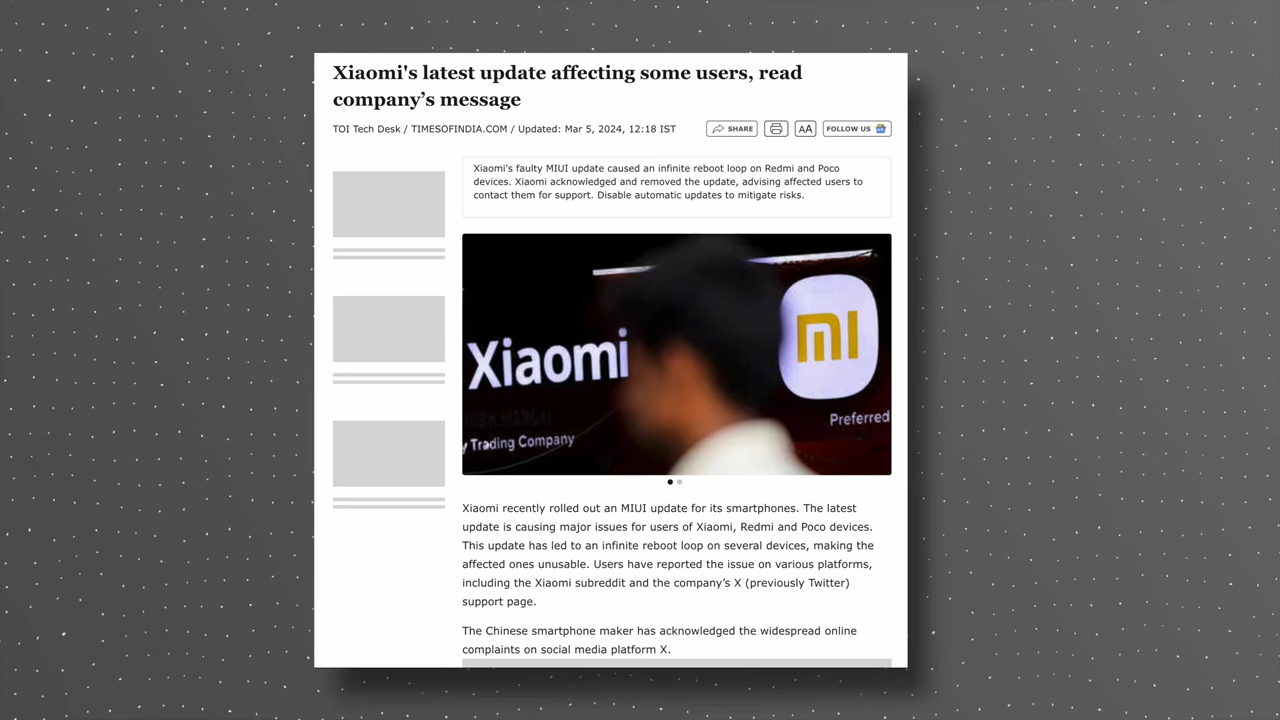 Xiaomi's latest update affecting some users, read
company’s message
TOI Tech Desk / TIMESOFINDIA.COM / Updated: Mar 5, 2024, 12:18 IST
SHARE
AA
FOLLOW US
Xiaomi's faulty MIUI update caused an infinite reboot loop on Redmi and Poco
devices. Xiaomi acknowledged and removed the update, advising affected users to
contact them for support. Disable automatic updates to mitigate risks.
Xiaomi
mi
Preferred
y Trading Company
Xiaomi recently rolled out an MIUI update for its smartphones. The latest
update is causing major issues for users of Xiaomi, Redmi and Poco devices.
This update has led to an infinite reboot loop on several devices, making the
affected ones unusable. Users have reported the issue on various platforms,
including the Xiaomi subreddit and the company’s X (previously Twitter)
support page.
The Chinese smartphone maker has acknowledged the widespread online
complaints on social media platform X.